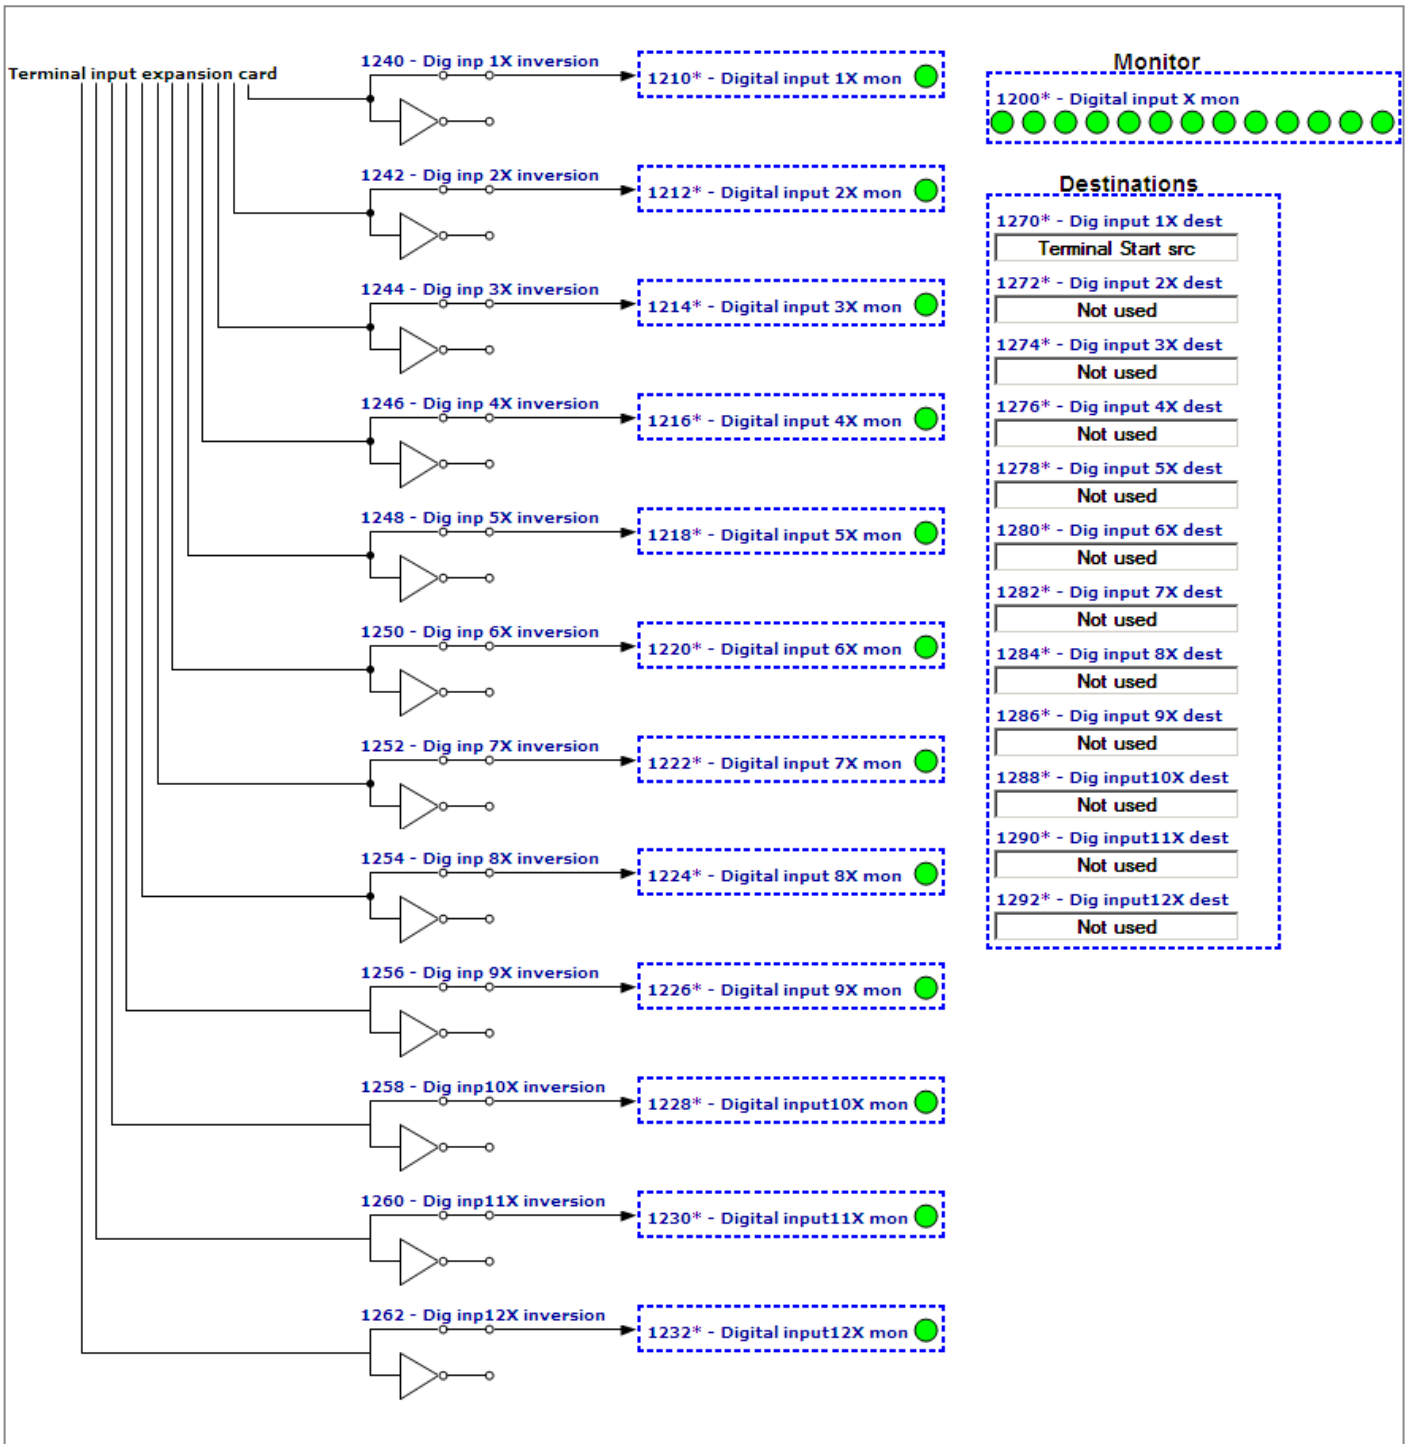 Terminal input expansion card
1240 - Dig inp 1X inversion
1210* - Digital input 1X mon
1242 - Dig inp 2X inversion
1212* - Digital input 2X mon
1244 - Dig inp 3X inversion
1214* - Digital input 3X mon
1246 - Dig inp 4X inversion
1216* - Digital input 4X mon
1248 - Dig inp 5X inversion
1218* - Digital input 5X mon
1250 - Dig inp 6X inversion
1220* - Digital input 6X mon
1252 - Dig inp 7X inversion
1222* - Digital input 7X mon
1254 - Dig inp 8X inversion
1224* - Digital input 8X mon
1256 - Dig inp 9X inversion
1226* - Digital input 9X mon
1258 - Dig inp10X inversion
1228* - Digital input10X mon
1260 - Dig inp11X inversion
1230* - Digital input11X mon
1262 - Dig inp12X inversion
1232* - Digital input12X mon
Monitor
1200* - Digital input X mon
Destinations
1270* - Dig input 1X dest
Terminal Start src
1272* - Dig input 2X dest
Not used
1274* - Dig input 3X dest
Not used
1276* - Dig input 4X dest
Not used
1278* - Dig input 5X dest
Not used
1280* - Dig input 6X dest
Not used
1282* - Dig input 7X dest
Not used
1284* - Dig input 8X dest
Not used
1286* - Dig input 9X dest
Not used
1288* - Dig input10X dest
Not used
1290* - Dig input11X dest
Not used
1292* - Dig input12X dest
Not used